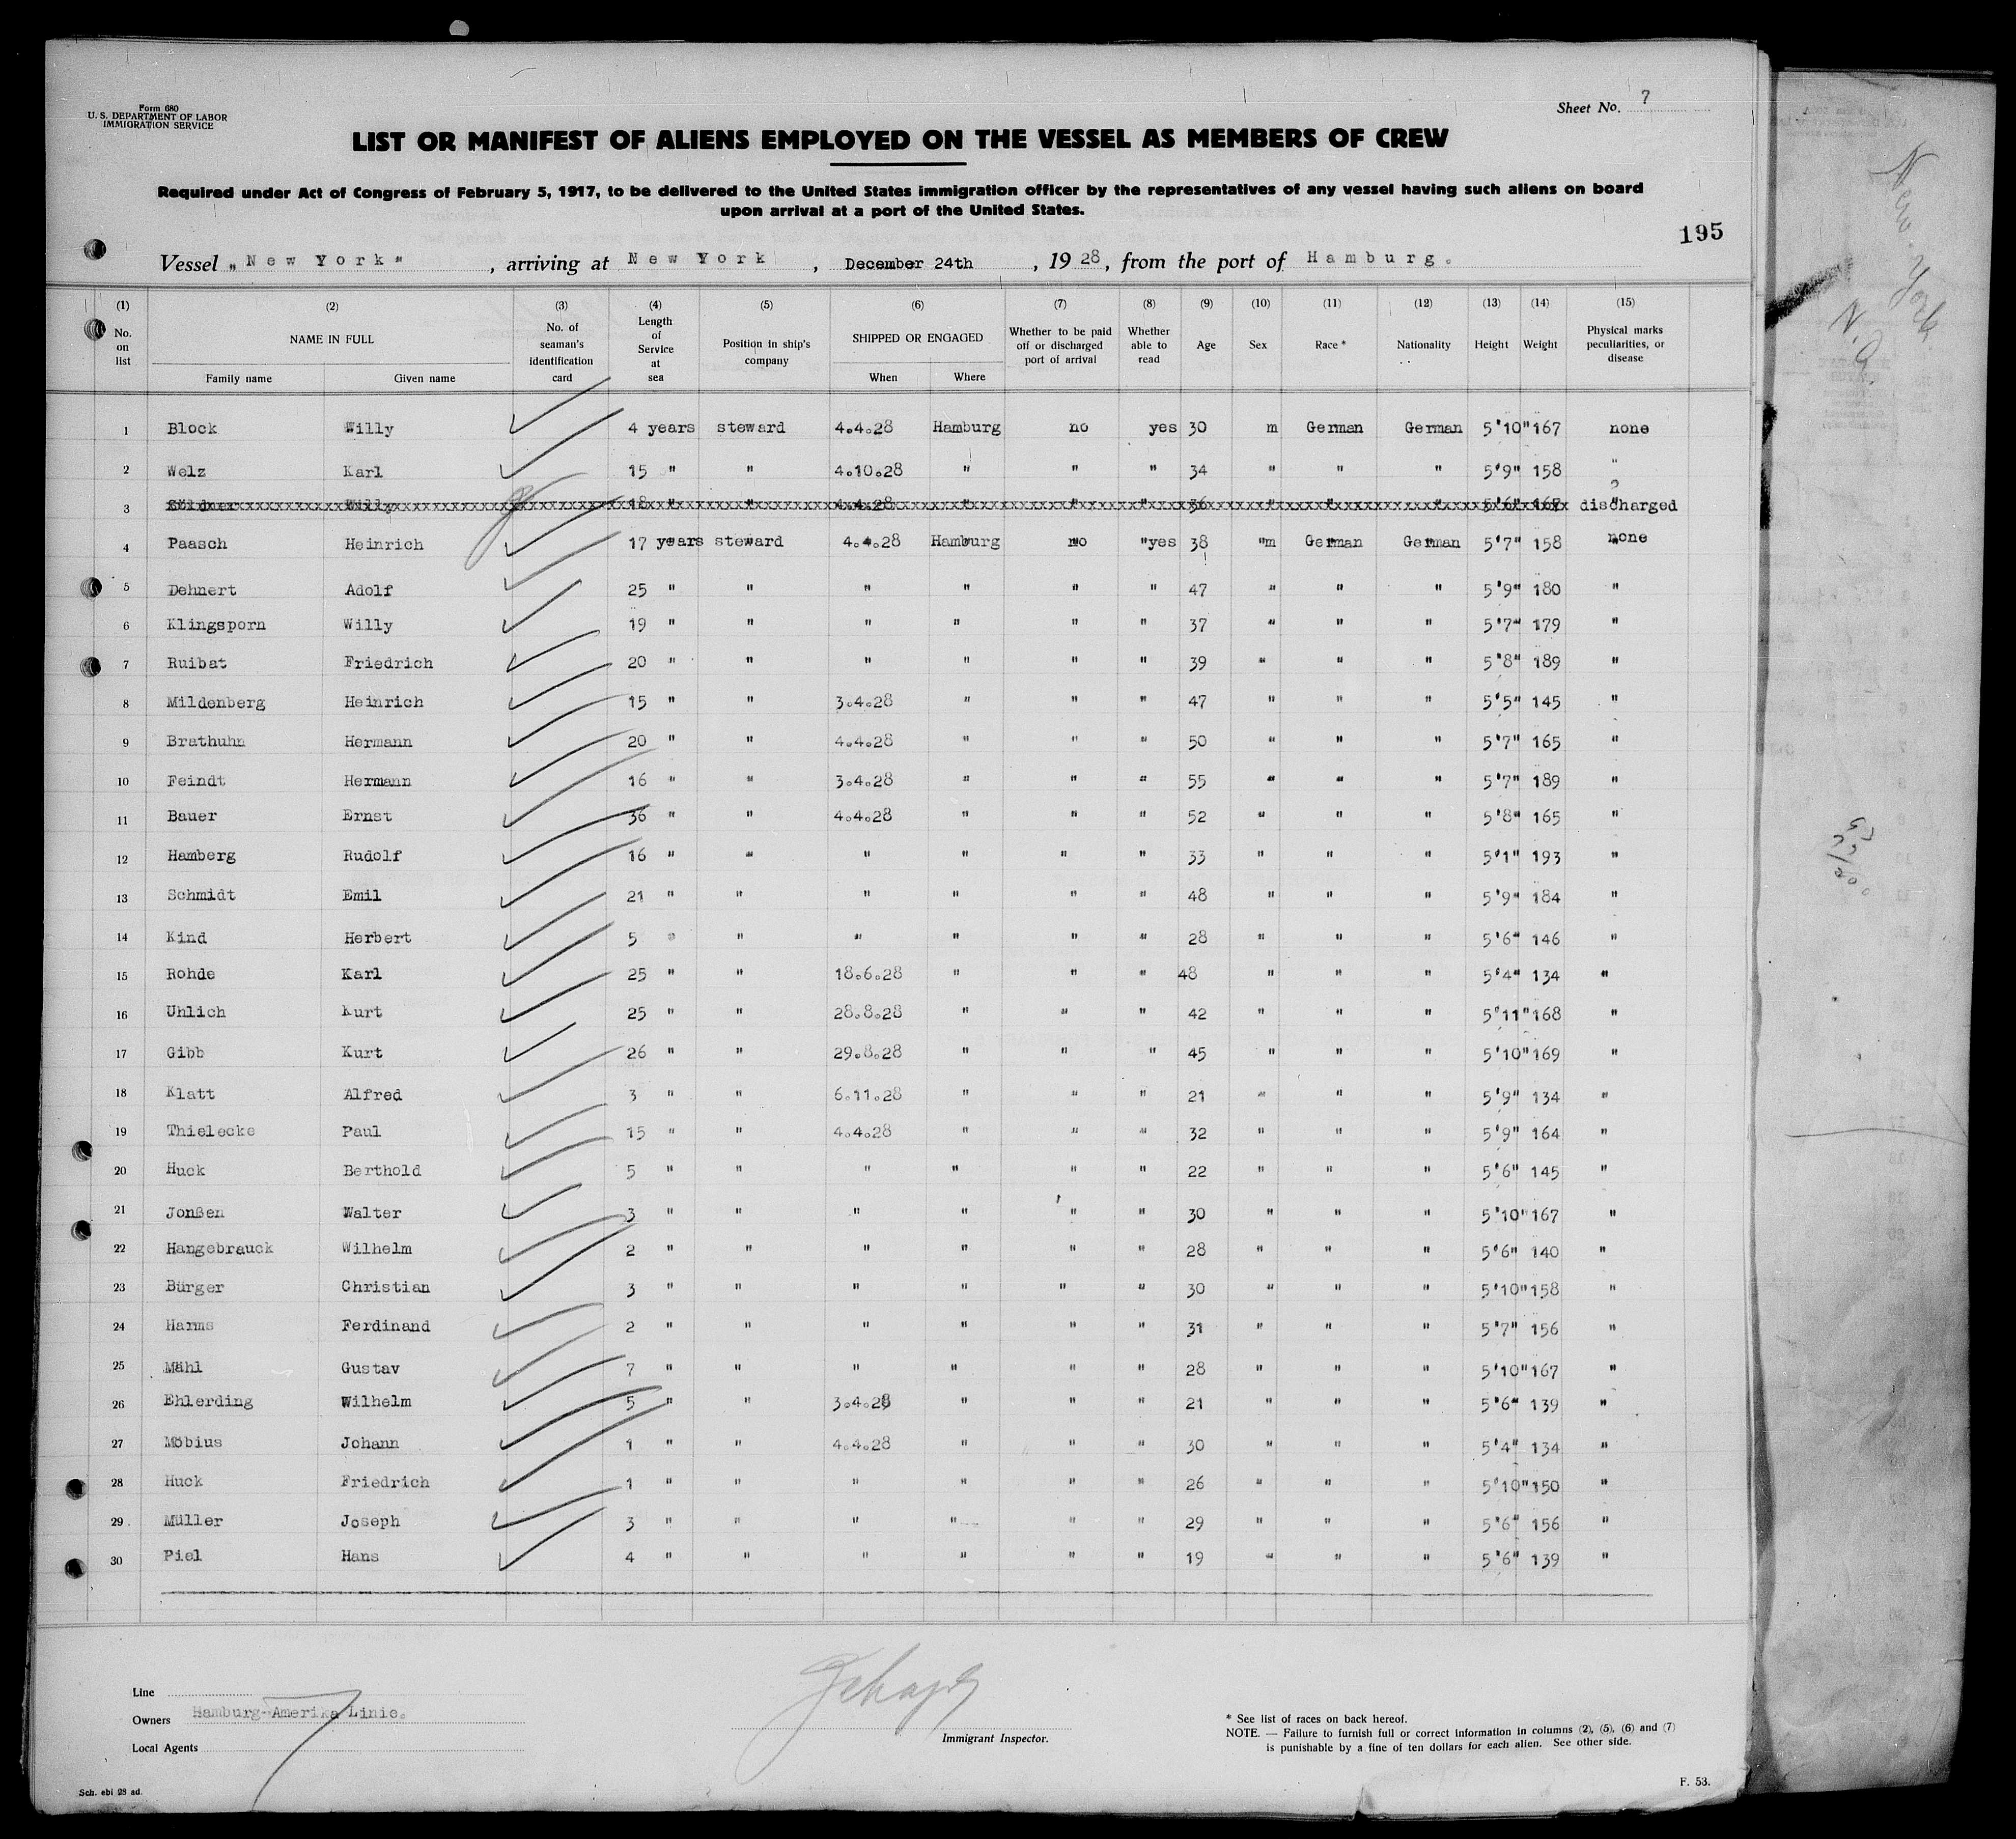 Form 680
U. S. DEPARTMENT OF LABOR
IMMIGRATION SERVICE
Sheet No. 7
LIST OR MANIFEST OF ALIENS EMPLOYED ON THE VESSEL AS MEMBERS OF CREW
Required under Act of Congress of February 5, 1917, to be delivered to the United States immigration officer by the representatives of any vessel having such aliens on board
upon arrival at a port of the United States.
195
Vessel „New York", arriving at New York, December 24th, 1928, from the port of Hamburg.
(1) (2) (3) (4) (5) (6) (7) (8) (9) (10) (11) (12) (13) (14) (15)
No. on list NAME IN FULL Family name Given name No. of seaman's identification card Length of Service at sea Position in ship's company SHIPPED OR ENGAGED When Where Whether to be paid off or discharged port of arrival Whether able to read Age Sex Race * Nationality Height Weight Physical marks peculiarities, or disease
1 Block Willy 4 years steward 4.4.28 Hamburg no yes 30 m German German 5'10" 167 none
2 Welz Karl 15 " " 4.10.28 " " " 34 " " " 5'9" 158 "
3 Söldner Willy 18 " " 4.4.28 " " " 36 " " " 5'6" 167 discharged
4 Paasch Heinrich 17 years steward 4.4.28 Hamburg no "yes 38 "m German German 5'7" 158 none
5 Dehnert Adolf 25 " " " " " " 47 " " " 5'9" 180 "
6 Klingsporn Willy 19 " " " " " " 37 " " " 5'7" 179 "
7 Ruibat Friedrich 20 " " " " " " 39 " " " 5'8" 189 "
8 Mildenberg Heinrich 15 " " 3.4.28 " " " 47 " " " 5'5" 145 "
9 Brathuhn Hermann 20 " " 4.4.28 " " " 50 " " " 5'7" 165 "
10 Feindt Hermann 16 " " 3.4.28 " " " 55 " " " 5'7" 189 "
11 Bauer Ernst 36 " " 4.4.28 " " " 52 " " " 5'8" 165 "
12 Hamberg Rudolf 16 " " " " " " 33 " " " 5'1" 193 "
13 Schmidt Emil 21 " " " " " " 48 " " " 5'9" 184 "
14 Kind Herbert 5 " " " " " " 28 " " " 5'6" 146 "
15 Rohde Karl 25 " " 18.6.28 " " " 48 " " " 5'4" 134 "
16 Uhlich Kurt 25 " " 28.8.28 " " " 42 " " " 5'11" 168 "
17 Gibb Kurt 26 " " 29.8.28 " " " 45 " " " 5'10" 169 "
18 Klatt Alfred 3 " " 6.11.28 " " " 21 " " " 5'9" 134 "
19 Thielecke Paul 15 " " 4.4.28 " " " 32 " " " 5'9" 164 "
20 Huck Berthold 5 " " " " " " 22 " " " 5'6" 145 "
21 Jonßen Walter 3 " " " " " " 30 " " " 5'10" 167 "
22 Hangebrauck Wilhelm 2 " " " " " " 28 " " " 5'6" 140 "
23 Bürger Christian 3 " " " " " " 30 " " " 5'10" 158 "
24 Harms Ferdinand 2 " " " " " " 31 " " " 5'7" 156 "
25 Mähl Gustav 7 " " " " " " 28 " " " 5'10" 167 "
26 Ehlerding Wilhelm 5 " " 3.4.28 " " " 21 " " " 5'6" 139 "
27 Möbius Johann 1 " " 4.4.28 " " " 30 " " " 5'4" 134 "
28 Huck Friedrich 1 " " " " " " 26 " " " 5'10" 150 "
29 Müller Joseph 3 " " " " " " 29 " " " 5'6" 156 "
30 Piel Hans 4 " " " " " " 19 " " " 5'6" 139 "
Line
Owners Hamburg-Amerika Linie.
Local Agents
Immigrant Inspector.
* See list of races on back hereof.
NOTE. — Failure to furnish full or correct information in columns (2), (5), (6) and (7)
is punishable by a fine of ten dollars for each alien. See other side.
Sch. ebi 28 ad.
F. 53.
New York
N. Y.